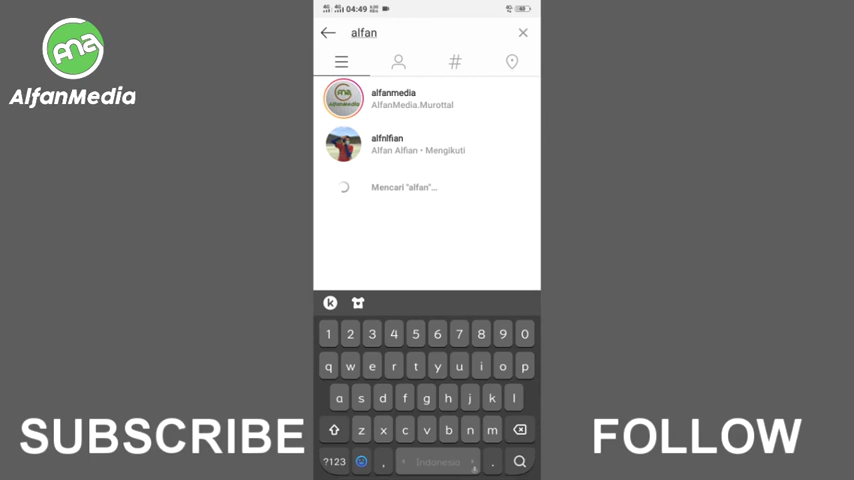 04:49
alfan
#
alfanmedia
AlfanMedia.Murottal
alfnlfian
Alfan Alfian • Mengikuti
Mencari "alfan"...
AlfanMedia
k
1 2 3 4 5 6 7 8 9 0
q w e r t y u i o p
a s d f g h j k l
z x c v b n m
?123 , Indonesia .
SUBSCRIBE
FOLLOW